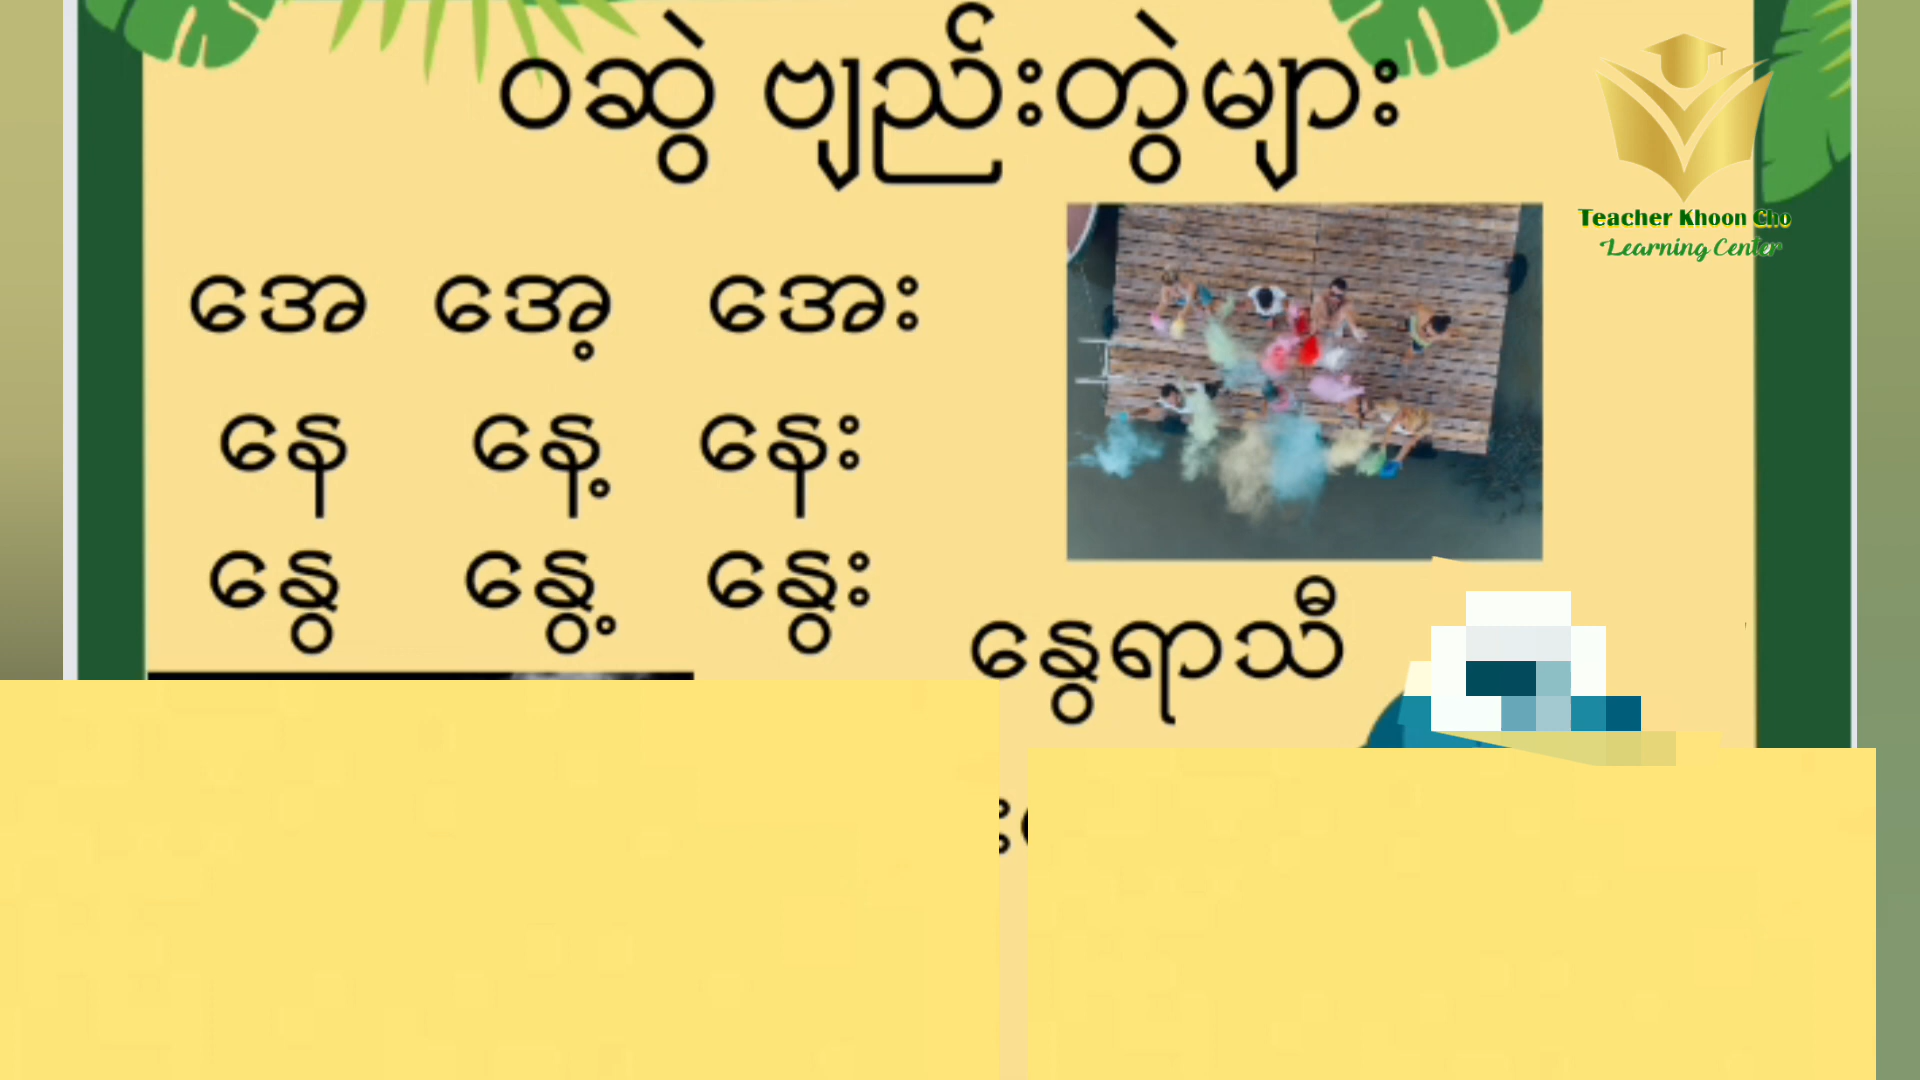 ဝဆွဲ ဗျည်းတွဲများ
Teacher Khoon Cho
Learning Center
အေ အေ့ အေး
နေ နေ့ နေး
နွေ နွေ့ နွေး
နွေရာသီ